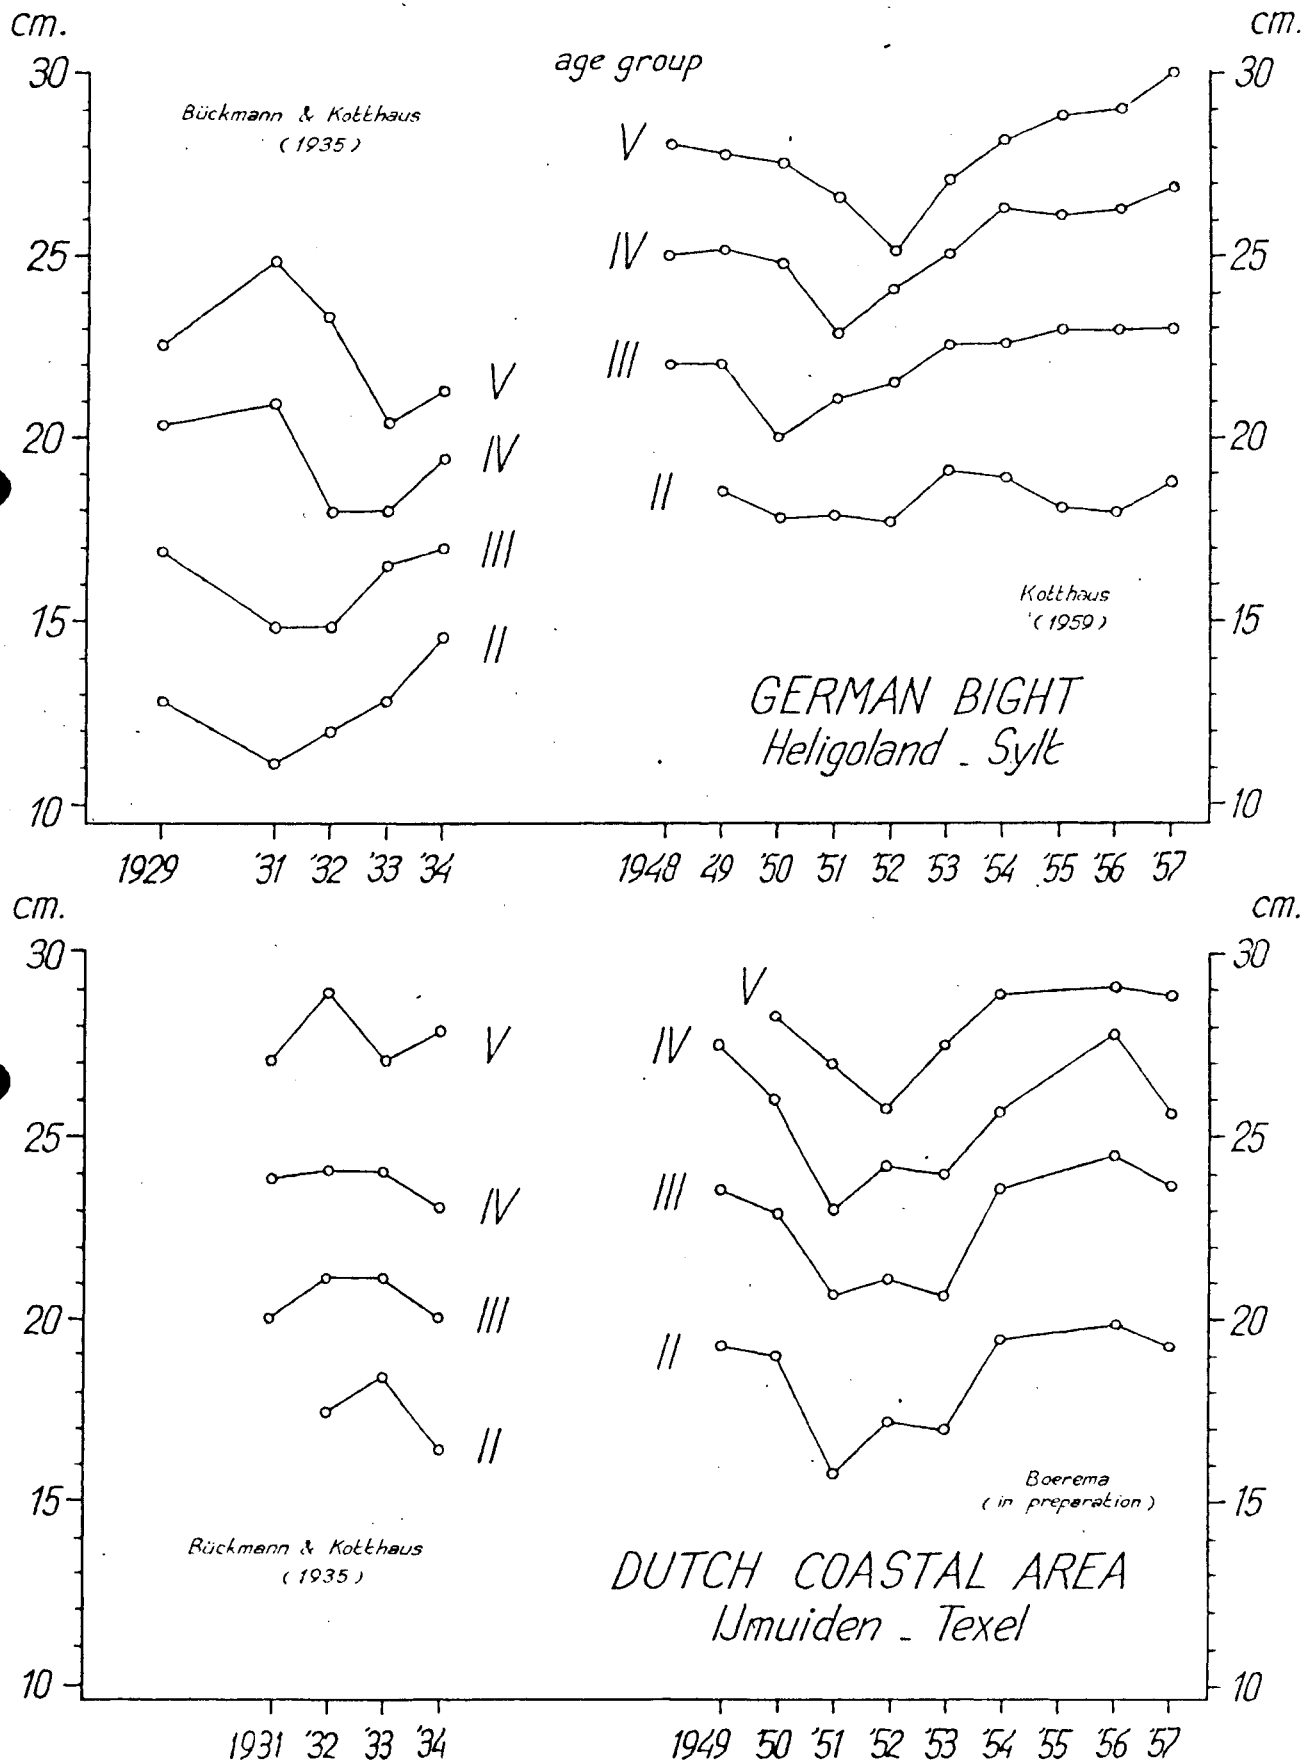 cm.
cm.
age group
30
30
Bückmann & Kotthaus
(1935)
V
IV
25
25
III
V
20
20
IV
II
III
Kotthaus
(1959)
15
15
II
GERMAN BIGHT
Heligoland - Sylt
10
10
1929 '31 '32 '33 '34 1948 '49 '50 '51 '52 '53 '54 '55 '56 '57
cm.
cm.
30
30
V
IV
V
25
25
III
IV
20
20
III
II
II
15
15
Boerema
(in preparation)
Bückmann & Kotthaus
(1935)
DUTCH COASTAL AREA
IJmuiden - Texel
10
10
1931 '32 '33 '34 1949 '50 '51 '52 '53 '54 '55 '56 '57